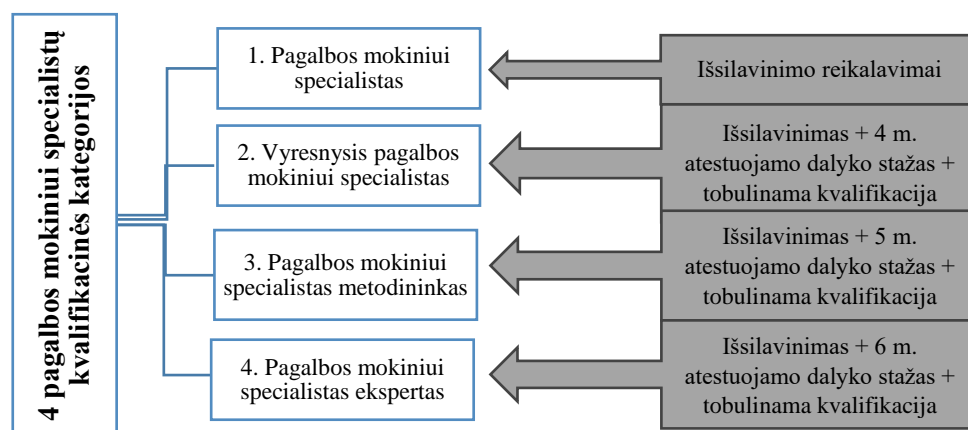 4 pagalbos mokiniui specialistų
kvalifikacinės kategorijos
1. Pagalbos mokiniui
specialistas
Išsilavinimo reikalavimai
2. Vyresnysis pagalbos
mokiniui specialistas
Išsilavinimas + 4 m.
atestuojamo dalyko stažas +
tobulinama kvalifikacija
3. Pagalbos mokiniui
specialistas metodininkas
Išsilavinimas + 5 m.
atestuojamo dalyko stažas +
tobulinama kvalifikacija
4. Pagalbos mokiniui
specialistas ekspertas
Išsilavinimas + 6 m.
atestuojamo dalyko stažas +
tobulinama kvalifikacija